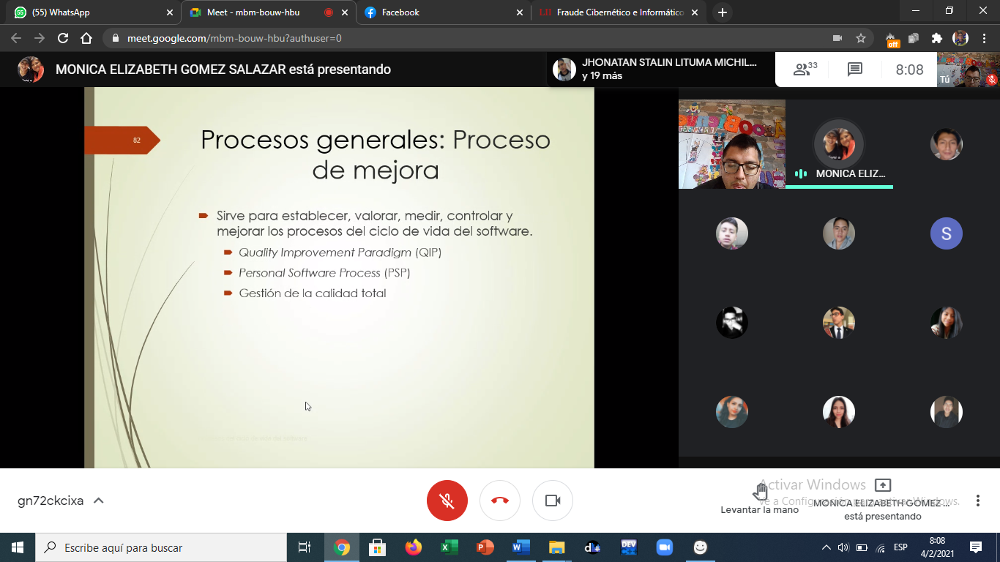 (55) WhatsApp
Meet - mbm-bouw-hbu
Facebook
LII Fraude Cibernético e Informático
meet.google.com/mbm-bouw-hbu?authuser=0
off
MONICA ELIZABETH GOMEZ SALAZAR está presentando
JHONATAN STALIN LITUMA MICHIL...
y 19 más
33
8:08
Tú
82
Procesos generales: Proceso
de mejora
Sirve para establecer, valorar, medir, controlar y
mejorar los procesos del ciclo de vida del software.
Quality Improvement Paradigm (QIP)
Personal Software Process (PSP)
Gestión de la calidad total
MONICA ELIZ...
S
gn72ckcixa
Levantar la mano
Activar Windows
Ve a Configuración para activar Windows.
MONICA ELIZABETH GOMEZ ...
está presentando
Escribe aquí para buscar
DEV
ESP
8:08
4/2/2021